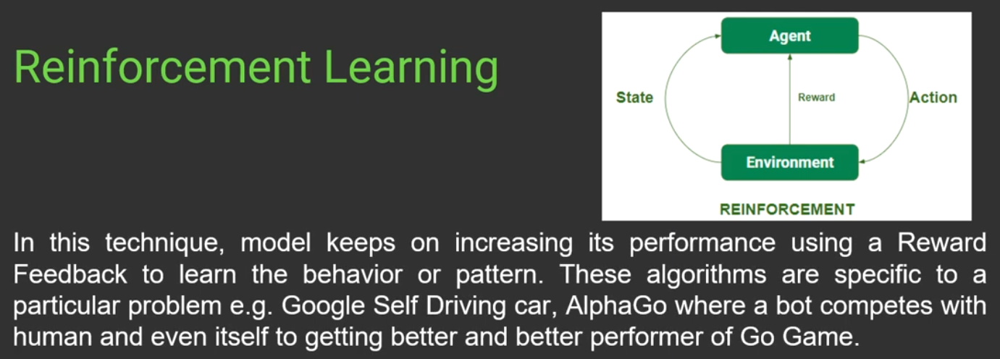 Reinforcement Learning
Agent
State
Reward
Action
Environment
REINFORCEMENT
In this technique, model keeps on increasing its performance using a Reward
Feedback to learn the behavior or pattern. These algorithms are specific to a
particular problem e.g. Google Self Driving car, AlphaGo where a bot competes with
human and even itself to getting better and better performer of Go Game.